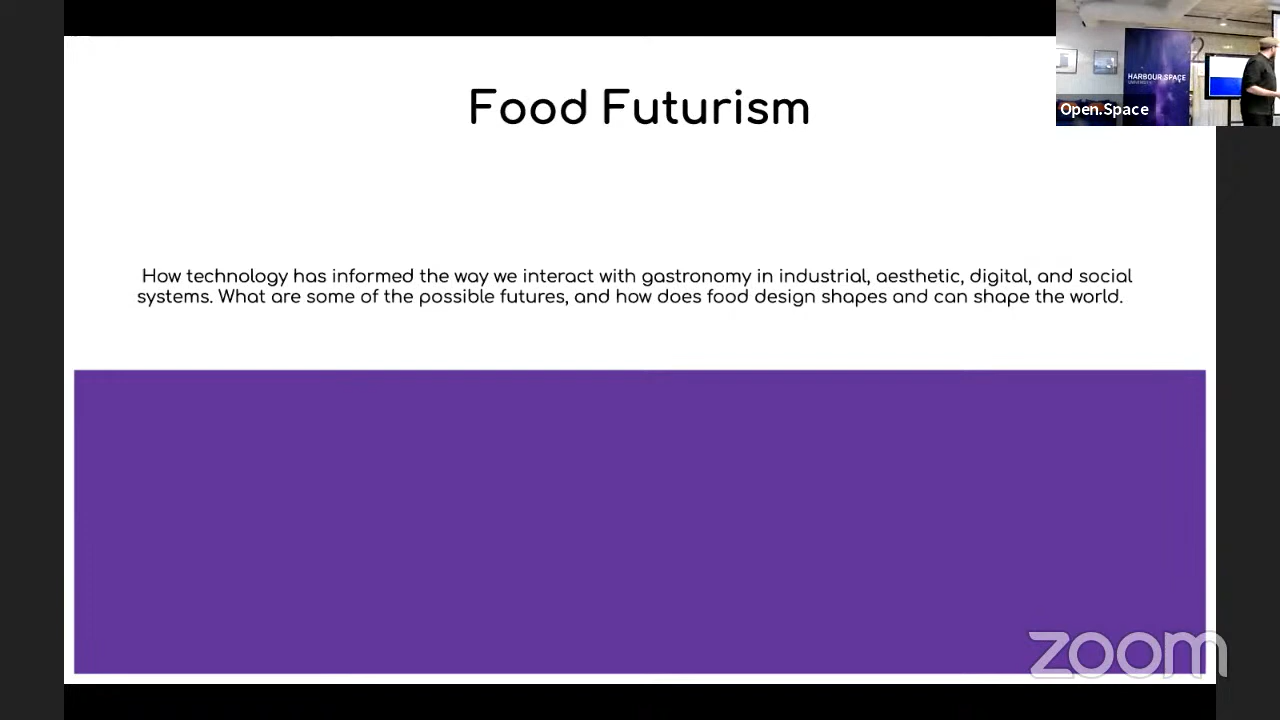 Food Futurism
How technology has informed the way we interact with gastronomy in industrial, aesthetic, digital, and social
systems. What are some of the possible futures, and how does food design shapes and can shape the world.
HARBOUR SPACE
UNIVERSITY
Open.Space
zoom